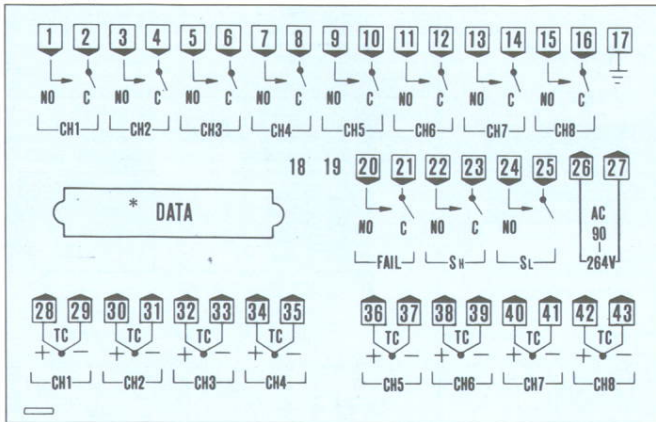 1 2 3 4 5 6 7 8 9 10 11 12 13 14 15 16 17
NO C NO C NO C NO C NO C NO C NO C NO C
CH1 CH2 CH3 CH4 CH5 CH6 CH7 CH8
18 19 20 21 22 23 24 25 26 27
* DATA
NO C NO C NO
AC
90
264V
FAIL SH SL
28 29 30 31 32 33 34 35 36 37 38 39 40 41 42 43
TC TC TC TC TC TC TC TC
+ − + − + − + − + − + − + − + −
CH1 CH2 CH3 CH4 CH5 CH6 CH7 CH8